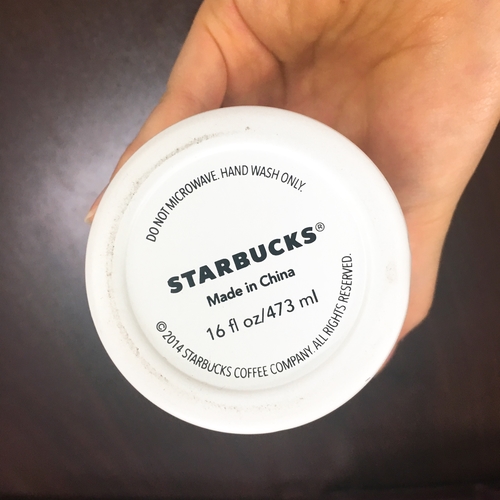 DO NOT MICROWAVE. HAND WASH ONLY.
STARBUCKS®
Made in China
16 fl oz/473 ml
© 2014 STARBUCKS COFFEE COMPANY. ALL RIGHTS RESERVED.